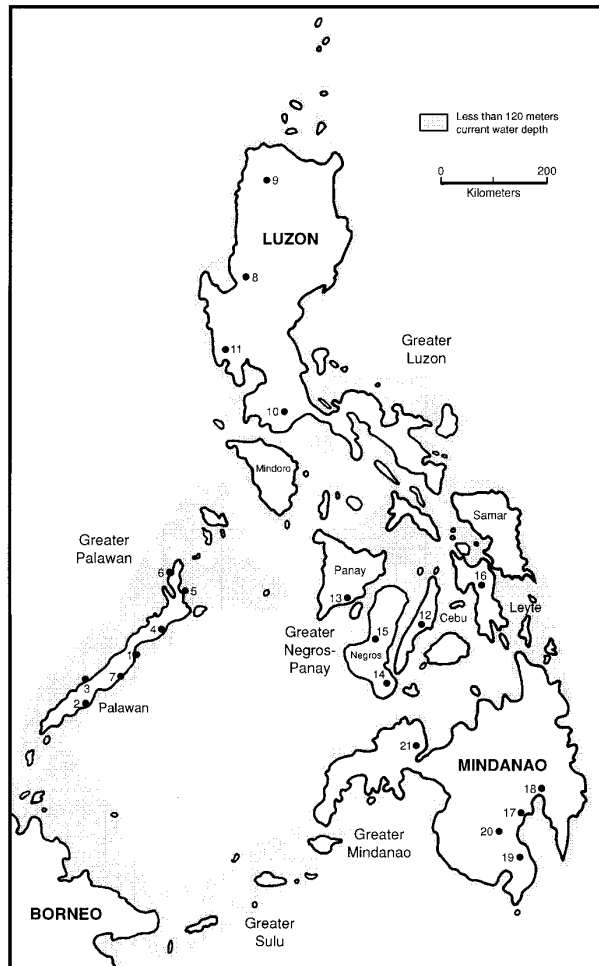 Less than 120 meters
current water depth
0 200
Kilometers
9
LUZON
8
Greater
Luzon
11
10
Mindoro
Samar
Greater
Palawan
6
Panay
16
5
13
12
Cebu
Leyte
4
Greater
Negros-
Panay
15
1
Negros
3
7
14
2
Palawan
21
MINDANAO
18
17
20
Greater
Mindanao
19
BORNEO
Greater
Sulu